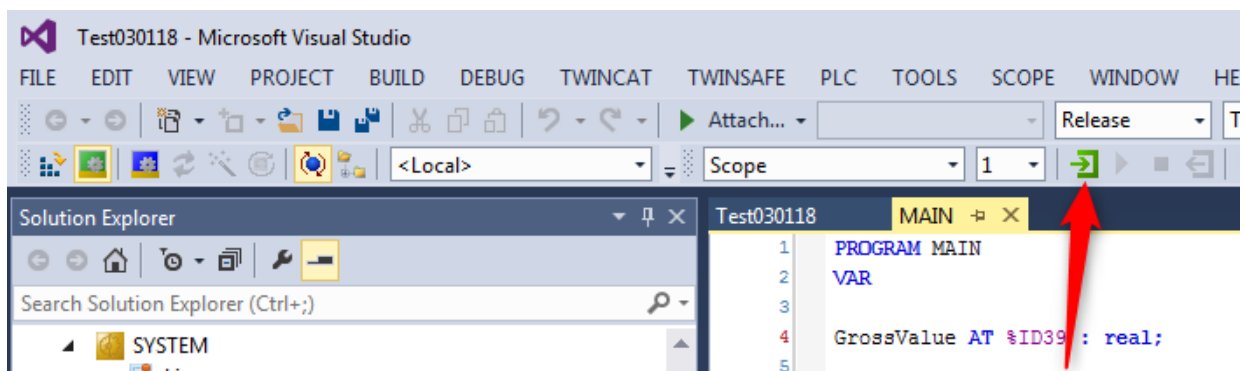 Test030118 - Microsoft Visual Studio
FILE EDIT VIEW PROJECT BUILD DEBUG TWINCAT TWINSAFE PLC TOOLS SCOPE WINDOW HE
Attach... Release T
<Local> Scope 1
Solution Explorer
Test030118 MAIN
1 PROGRAM MAIN
2 VAR
Search Solution Explorer (Ctrl+;)
3
SYSTEM
4 GrossValue AT %ID39 : real;
5